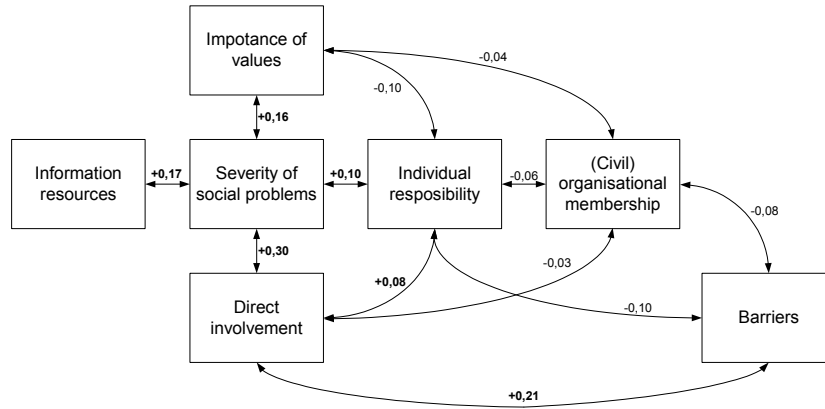 Impotance of
values
-0,04
-0,10
+0,16
Information
resources
+0,17
Severity of
social problems
+0,10
Individual
resposibility
-0,06
(Civil)
organisational
membership
-0,08
+0,30
-0,03
+0,08
Direct
involvement
-0,10
Barriers
+0,21